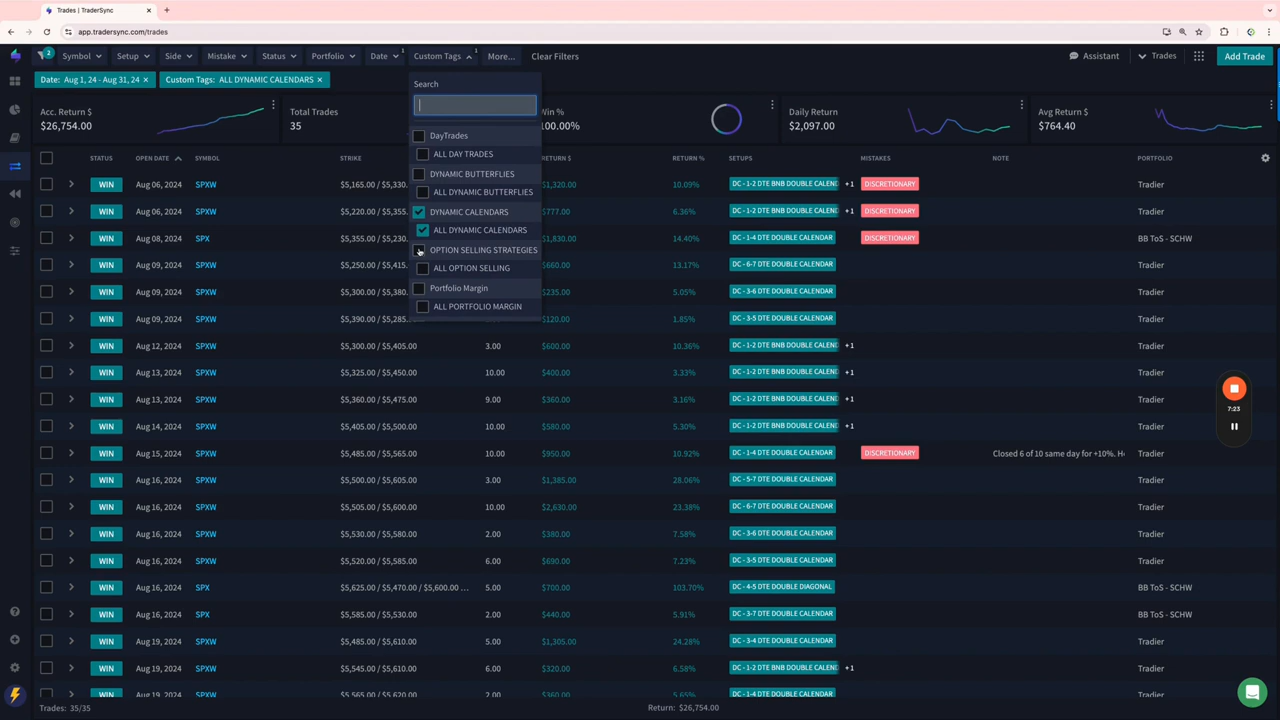 Trades | TraderSync
app.tradersync.com/trades
2 Symbol Setup Side Mistake Status Portfolio Date 1 Custom Tags 1 More... Clear Filters Assistant Trades Add Trade
Date: Aug 1, 24 - Aug 31, 24 × Custom Tags: ALL DYNAMIC CALENDARS ×
Search
Acc. Return $
$26,754.00
Total Trades
35
Win %
100.00%
Daily Return
$2,097.00
Avg Return $
$764.40
DayTrades
ALL DAY TRADES
DYNAMIC BUTTERFLIES
ALL DYNAMIC BUTTERFLIES
DYNAMIC CALENDARS
ALL DYNAMIC CALENDARS
OPTION SELLING STRATEGIES
ALL OPTION SELLING
Portfolio Margin
ALL PORTFOLIO MARGIN
STATUS OPEN DATE SYMBOL STRIKE RETURN $ RETURN % SETUPS MISTAKES NOTE PORTFOLIO
WIN Aug 06, 2024 SPXW $5,165.00 / $5,330. $1,320.00 10.09% DC - 1-2 DTE BNB DOUBLE CALEND +1 DISCRETIONARY Tradier
WIN Aug 06, 2024 SPXW $5,220.00 / $5,355. $777.00 6.36% DC - 1-2 DTE BNB DOUBLE CALEND +1 DISCRETIONARY Tradier
WIN Aug 08, 2024 SPX $5,355.00 / $5,230. $1,830.00 14.40% DC - 1-4 DTE DOUBLE CALENDAR DISCRETIONARY BB ToS - SCHW
WIN Aug 09, 2024 SPXW $5,250.00 / $5,415. 13.17% DC - 6-7 DTE DOUBLE CALENDAR Tradier
WIN Aug 09, 2024 SPXW $5,300.00 / $5,380. $235.00 5.05% DC - 3-6 DTE DOUBLE CALENDAR Tradier
WIN Aug 09, 2024 SPXW $5,390.00 / $5,285. $120.00 1.85% DC - 3-5 DTE DOUBLE CALENDAR Tradier
WIN Aug 12, 2024 SPXW $5,300.00 / $5,405.00 3.00 $600.00 10.36% DC - 1-2 DTE BNB DOUBLE CALEND +1 Tradier
WIN Aug 13, 2024 SPXW $5,325.00 / $5,450.00 10.00 $400.00 3.33% DC - 1-2 DTE BNB DOUBLE CALEND +1 Tradier
WIN Aug 13, 2024 SPXW $5,360.00 / $5,475.00 9.00 $360.00 3.16% DC - 1-2 DTE BNB DOUBLE CALEND +1 Tradier
WIN Aug 14, 2024 SPXW $5,405.00 / $5,500.00 10.00 $580.00 5.30% DC - 1-2 DTE BNB DOUBLE CALEND +1 Tradier
WIN Aug 15, 2024 SPXW $5,485.00 / $5,565.00 10.00 $950.00 10.92% DC - 1-4 DTE DOUBLE CALENDAR DISCRETIONARY Closed 6 of 10 same day for +10%. H Tradier
WIN Aug 16, 2024 SPXW $5,500.00 / $5,605.00 3.00 $1,385.00 28.06% DC - 5-7 DTE DOUBLE CALENDAR Tradier
WIN Aug 16, 2024 SPXW $5,505.00 / $5,600.00 10.00 $2,630.00 23.38% DC - 3-6 DTE DOUBLE CALENDAR Tradier
WIN Aug 16, 2024 SPXW $5,530.00 / $5,580.00 2.00 $380.00 7.58% DC - 3-6 DTE DOUBLE CALENDAR Tradier
WIN Aug 16, 2024 SPXW $5,520.00 / $5,585.00 6.00 $690.00 7.23% DC - 3-5 DTE DOUBLE CALENDAR Tradier
WIN Aug 16, 2024 SPX $5,625.00 / $5,470.00 / $5,600.00 ... 5.00 $700.00 103.70% DC - 4-5 DTE DOUBLE DIAGONAL BB ToS - SCHW
WIN Aug 16, 2024 SPX $5,585.00 / $5,530.00 2.00 $440.00 5.91% DC - 3-7 DTE DOUBLE CALENDAR BB ToS - SCHW
WIN Aug 19, 2024 SPXW $5,485.00 / $5,610.00 5.00 $1,305.00 24.28% DC - 3-4 DTE DOUBLE CALENDAR Tradier
WIN Aug 19, 2024 SPXW $5,545.00 / $5,610.00 6.00 $320.00 6.58% DC - 1-2 DTE BNB DOUBLE CALEND +1 Tradier
WIN Aug 19, 2024 SPXW $5,565.00 / $5,620.00 2.00 5.65% DC - 1-4 DTE DOUBLE CALENDAR Tradier
7:23
Trades: 35/35 Return: $26,754.00